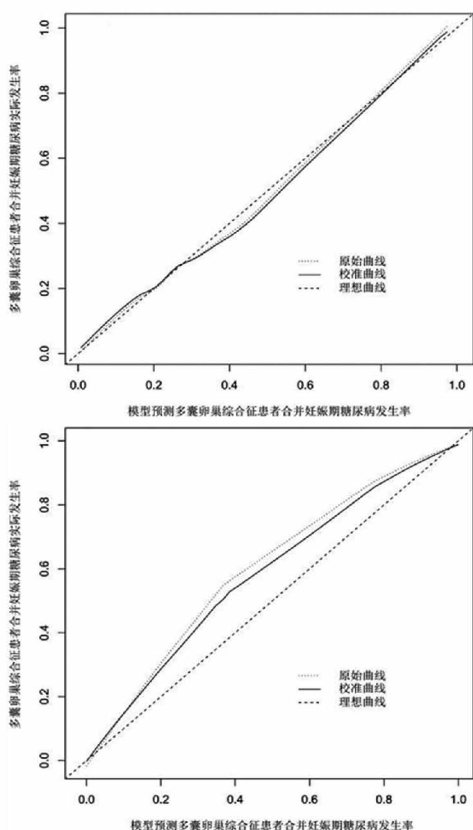 多囊卵巢综合征患者合并妊娠期糖尿病实际发生率
1.0
0.8
0.6
0.4
0.2
0.0
原始曲线
校准曲线
理想曲线
0.0 0.2 0.4 0.6 0.8 1.0
模型预测多囊卵巢综合征患者合并妊娠期糖尿病发生率
多囊卵巢综合征患者合并妊娠期糖尿病实际发生率
1.0
0.8
0.6
0.4
0.2
0.0
原始曲线
校准曲线
理想曲线
0.0 0.2 0.4 0.6 0.8 1.0
模型预测多囊卵巢综合征患者合并妊娠期糖尿病发生率